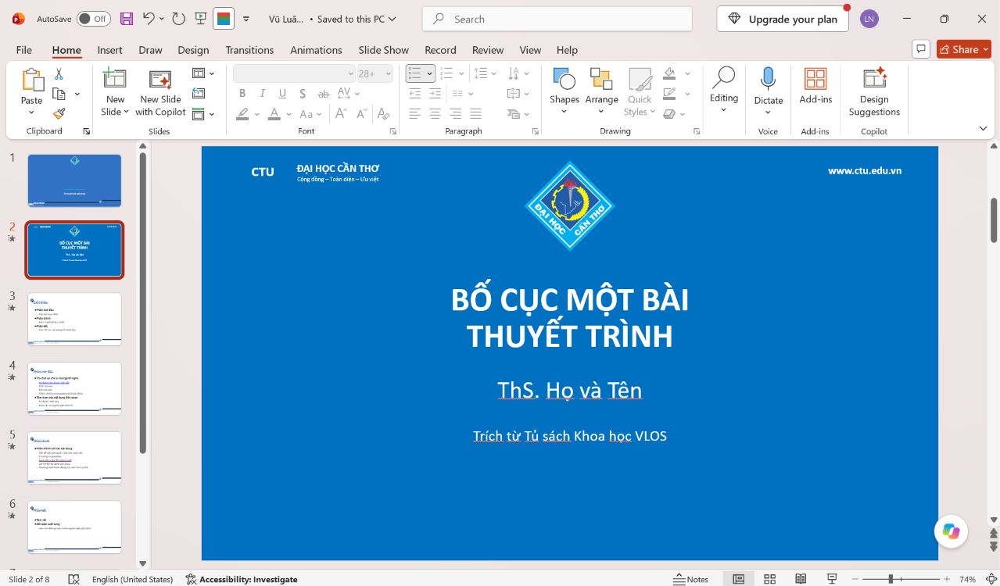 AutoSave Off Vũ Luâ... • Saved to this PC Search Upgrade your plan LN
File Home Insert Draw Design Transitions Animations Slide Show Record Review View Help Share
Paste New Slide New Slide with Copilot 28+ Shapes Arrange Quick Styles Editing Dictate Add-ins Design Suggestions
Clipboard Slides Font Paragraph Drawing Voice Add-ins Copilot
1
2
3
4
5
6
CTU ĐẠI HỌC CẦN THƠ www.ctu.edu.vn
Cộng đồng – Toàn diện – Ưu việt
ĐẠI HỌC CẦN THƠ
BỐ CỤC MỘT BÀI
THUYẾT TRÌNH
ThS. Họ và Tên
Trích từ Tủ sách Khoa học VLOS
Slide 2 of 8 English (United States) Accessibility: Investigate Notes 74%